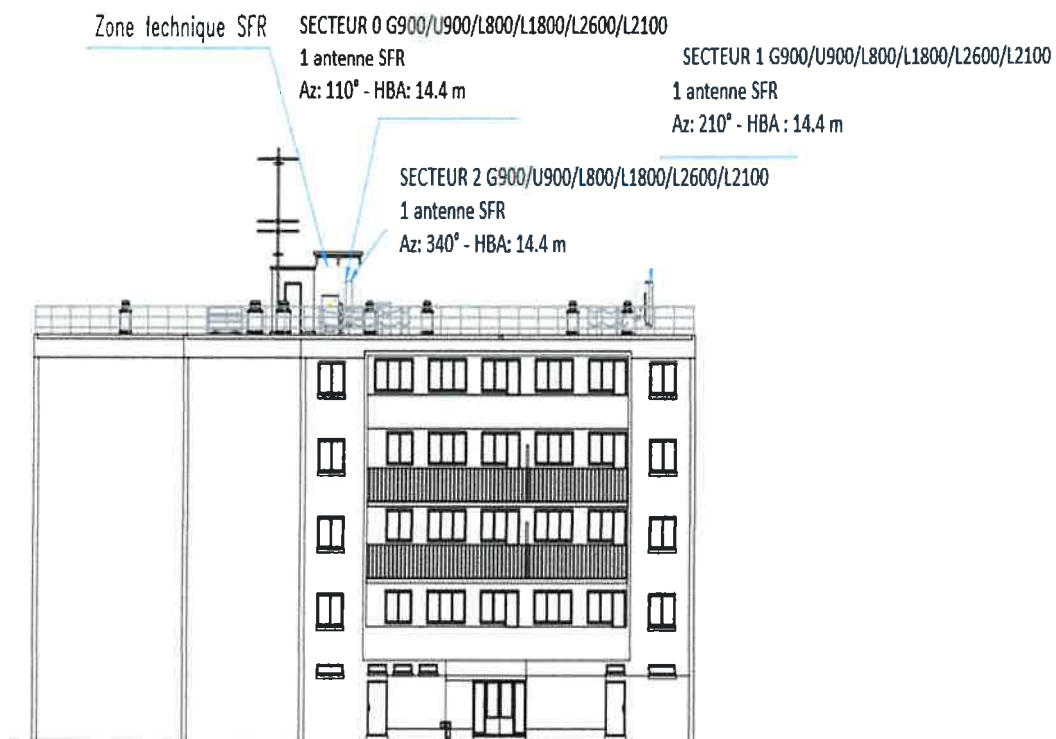 Zone technique SFR
SECTEUR 0 G900/U900/L800/L1800/L2600/L2100
1 antenne SFR
Az: 110° - HBA: 14.4 m
SECTEUR 1 G900/U900/L800/L1800/L2600/L2100
1 antenne SFR
Az: 210° - HBA : 14.4 m
SECTEUR 2 G900/U900/L800/L1800/L2600/L2100
1 antenne SFR
Az: 340° - HBA: 14.4 m